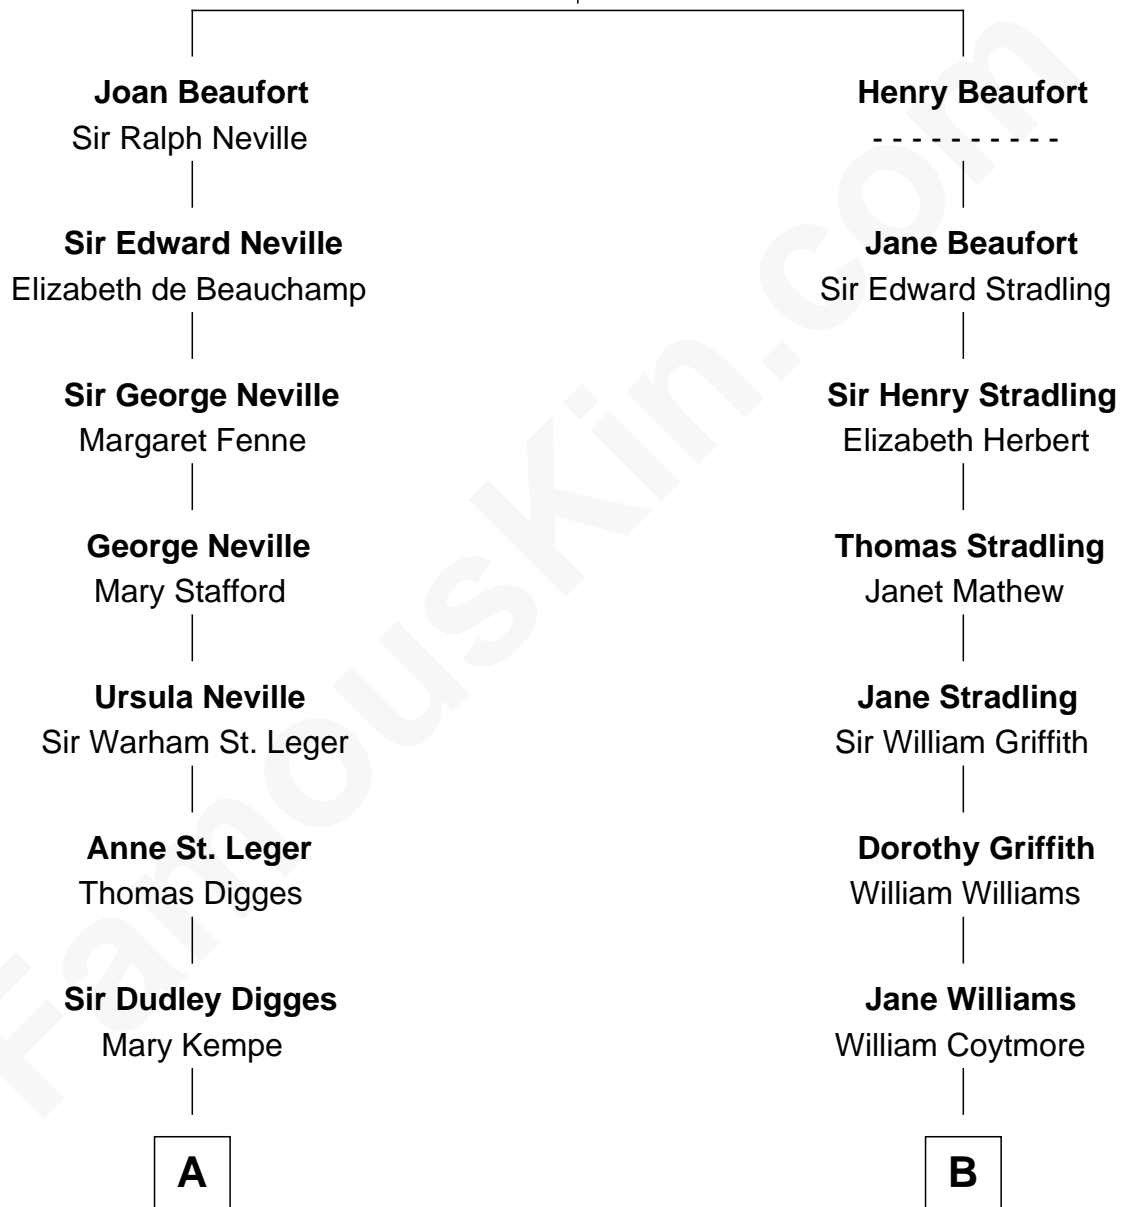 Joan Beaufort
Sir Ralph Neville
Sir Edward Neville
Elizabeth de Beauchamp
Sir George Neville
Margaret Fenne
George Neville
Mary Stafford
Ursula Neville
Sir Warham St. Leger
Anne St. Leger
Thomas Digges
Sir Dudley Digges
Mary Kempe
A
Henry Beaufort
- - - - - - - - - -
Jane Beaufort
Sir Edward Stradling
Sir Henry Stradling
Elizabeth Herbert
Thomas Stradling
Janet Mathew
Jane Stradling
Sir William Griffith
Dorothy Griffith
William Williams
Jane Williams
William Coytmore
B
FamousKin.com